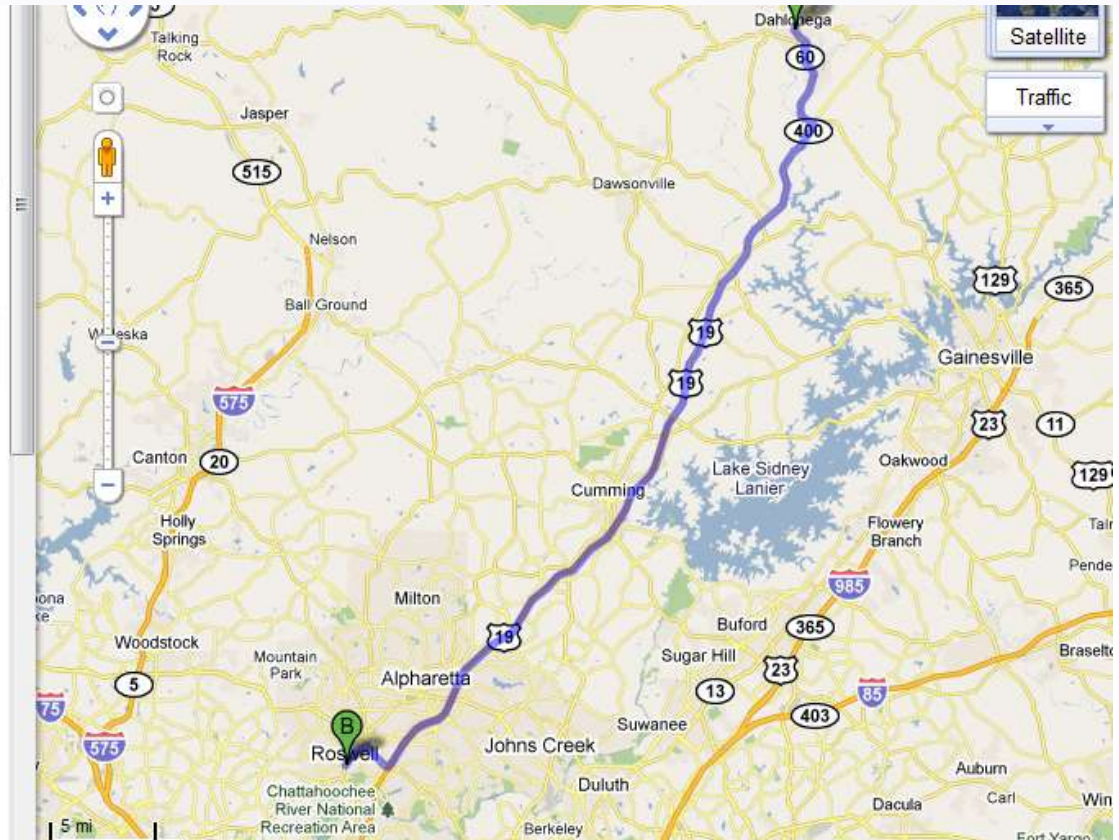 Talking
Rock
Dahlonega
Satellite
60
Traffic
Jasper
400
515
Dawsonville
Nelson
129
365
Ball Ground
19
Gainesville
19
575
23
11
Canton
20
Cumming
Lake Sidney
Lanier
Oakwood
129
Holly
Springs
Flowery
Branch
985
Milton
Buford
365
19
Woodstock
Mountain
Park
Sugar Hill
23
5
Alpharetta
13
85
75
403
B
Suwanee
575
Roswell
Johns Creek
Chattahoochee
River National
Recreation Area
Duluth
Auburn
Carl
Dacula
5 mi
Berkeley